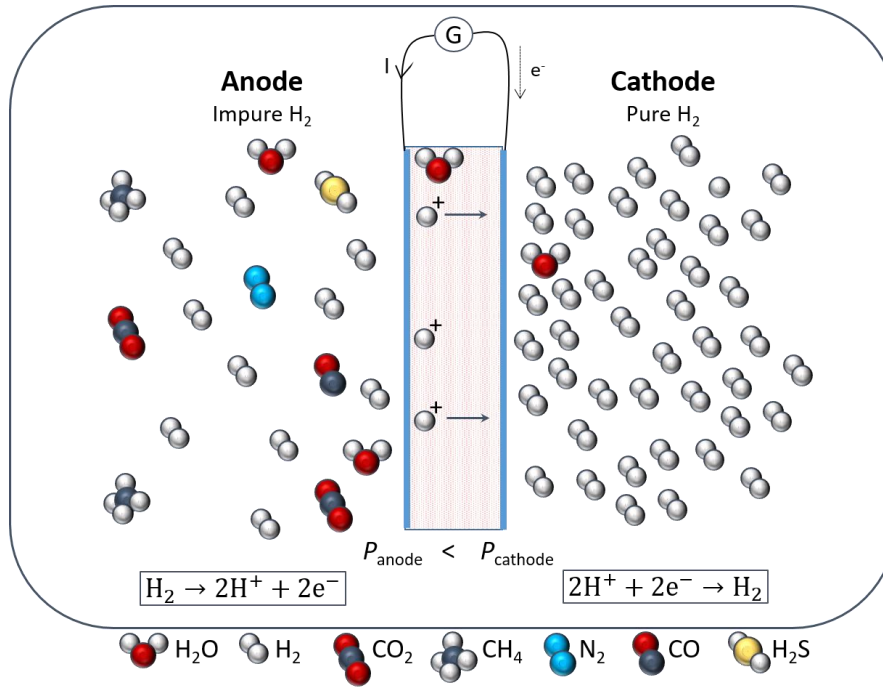 G
I
e⁻
Anode
Impure H₂
Cathode
Pure H₂
+
+
+
P_anode < P_cathode
H₂ → 2H⁺ + 2e⁻
2H⁺ + 2e⁻ → H₂
H₂O H₂ CO₂ CH₄ N₂ CO H₂S